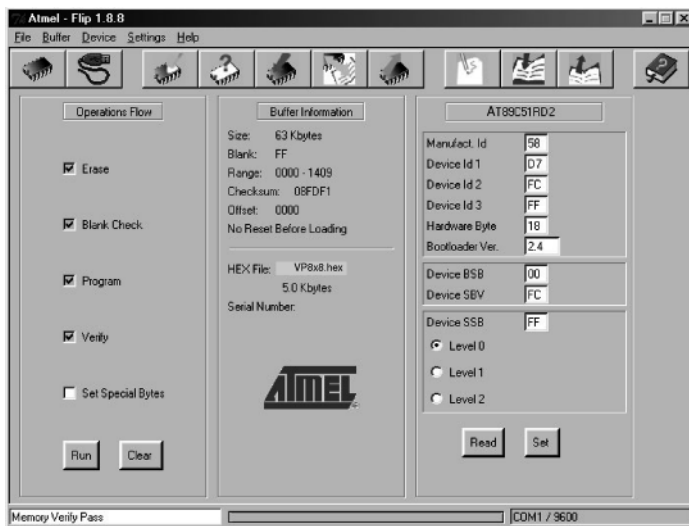 Atmel - Flip 1.8.8
File Buffer Device Settings Help
Operations Flow
Erase
Blank Check
Program
Verify
Set Special Bytes
Run Clear
Buffer Information
Size: 63 Kbytes
Blank: FF
Range: 0000 - 1409
Checksum: 08FDF1
Offset: 0000
No Reset Before Loading
HEX File: VP8x8.hex
5.0 Kbytes
Serial Number:
ATMEL
AT89C51RD2
Manufact. Id 58
Device Id 1 D7
Device Id 2 FC
Device Id 3 FF
Hardware Byte 18
Bootloader Ver. 2.4
Device BSB 00
Device SBV FC
Device SSB FF
Level 0
Level 1
Level 2
Read Set
Memory Verify Pass
COM1 / 9600